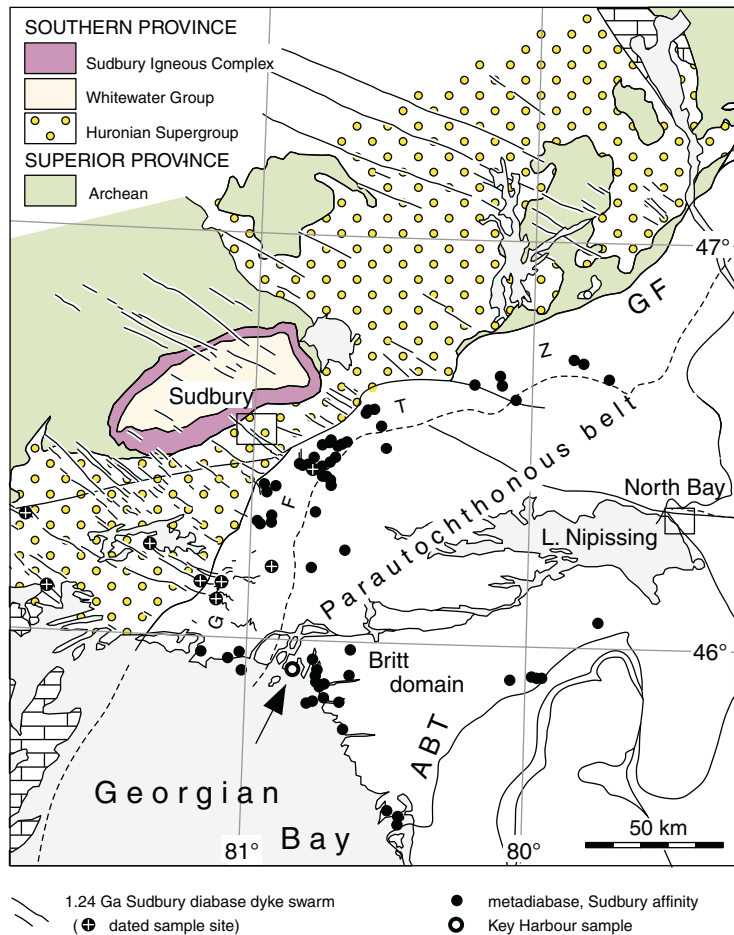 SOUTHERN PROVINCE
Sudbury Igneous Complex
Whitewater Group
Huronian Supergroup
SUPERIOR PROVINCE
Archean
47°
GF
Z
Sudbury
T
L
F
G
Parautochthonous belt
North Bay
L. Nipissing
46°
Britt
domain
ABT
Georgian
Bay
81°
80°
50 km
1.24 Ga Sudbury diabase dyke swarm
( dated sample site)
metadiabase, Sudbury affinity
Key Harbour sample